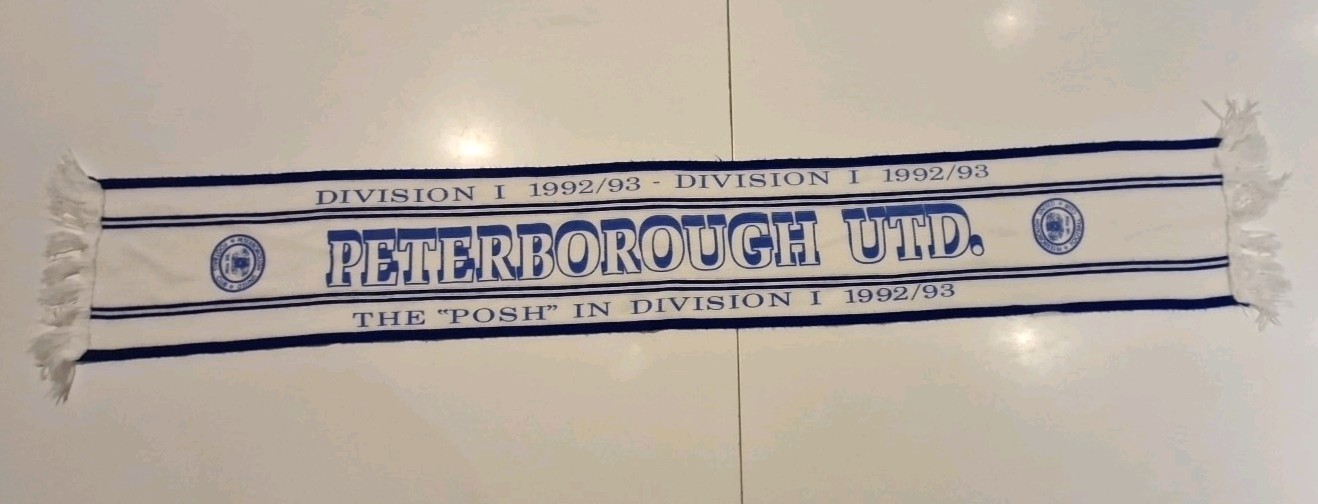 DIVISION I 1992/93 - DIVISION I 1992/93
PETERBOROUGH UTD.
THE "POSH" IN DIVISION I 1992/93